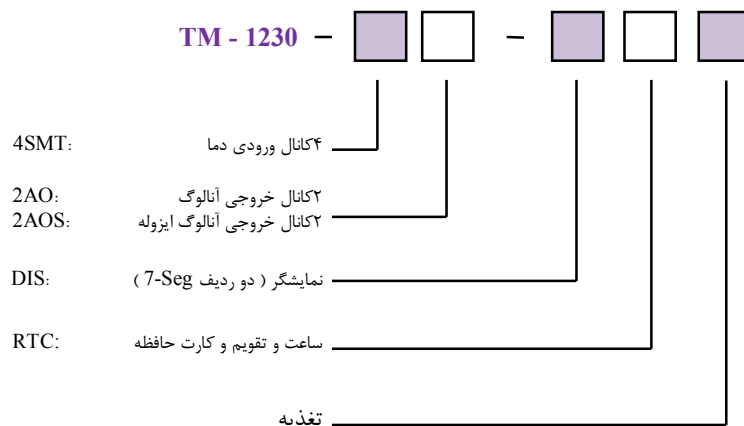 TM - 1230 – –
4SMT: ۴کانال ورودی دما
2AO: ۲کانال خروجی آنالوگ
2AOS: ۲کانال خروجی آنالوگ ایزوله
DIS: نمایشگر ( دو ردیف 7-Seg )
RTC: ساعت و تقویم و کارت حافظه
تغذیه